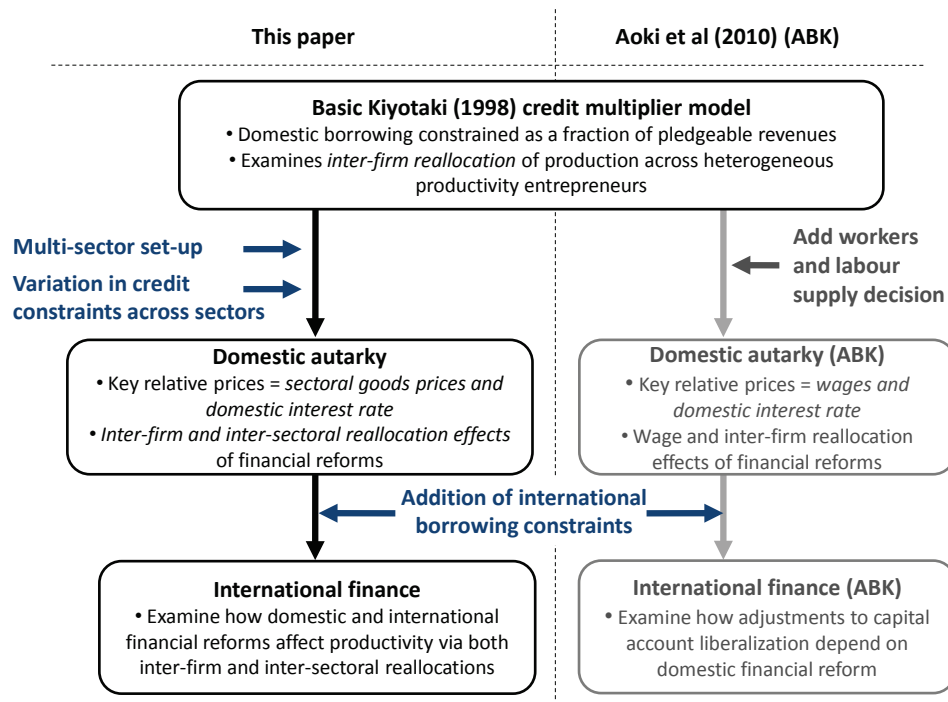 This paper
Aoki et al (2010) (ABK)
Basic Kiyotaki (1998) credit multiplier model
• Domestic borrowing constrained as a fraction of pledgeable revenues
• Examines inter-firm reallocation of production across heterogeneous
productivity entrepreneurs
Multi-sector set-up
Variation in credit
constraints across sectors
Add workers
and labour
supply decision
Domestic autarky
• Key relative prices = sectoral goods prices and
domestic interest rate
• Inter-firm and inter-sectoral reallocation effects
of financial reforms
Domestic autarky (ABK)
• Key relative prices = wages and
domestic interest rate
• Wage and inter-firm reallocation
effects of financial reforms
Addition of international
borrowing constraints
International finance
• Examine how domestic and international
financial reforms affect productivity via both
inter-firm and inter-sectoral reallocations
International finance (ABK)
• Examine how adjustments to capital
account liberalization depend on
domestic financial reform